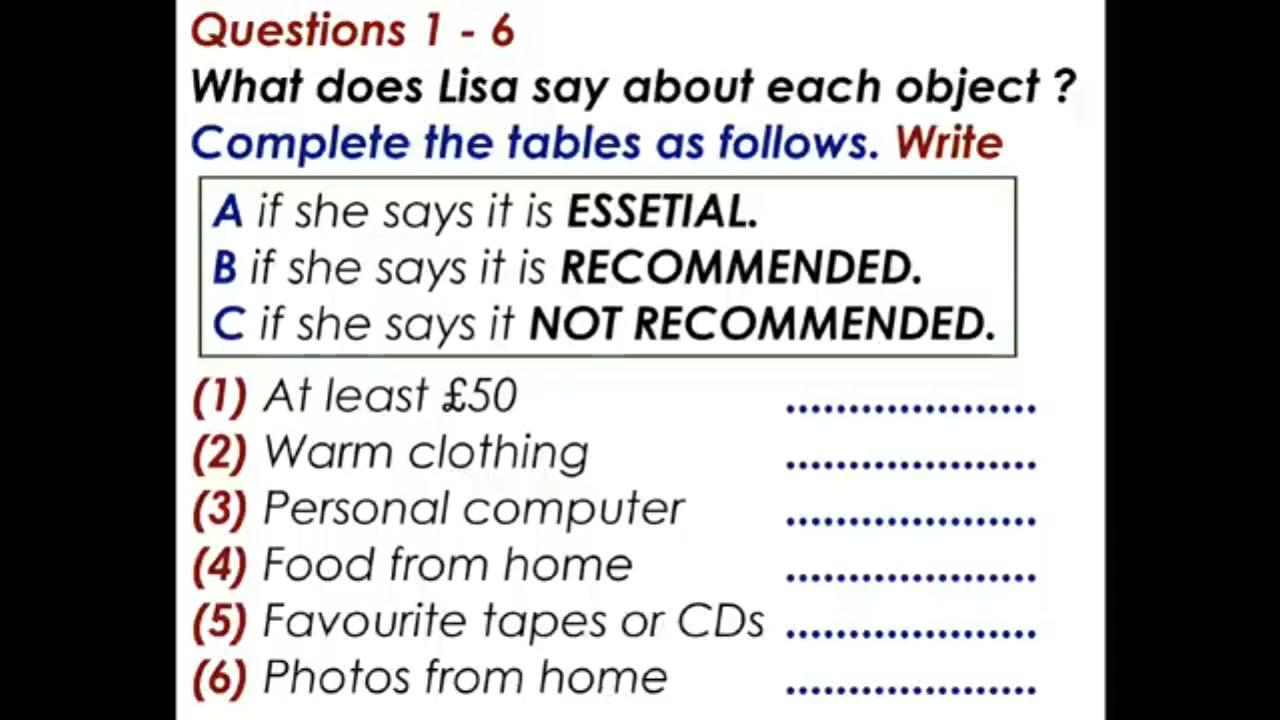 Questions 1 - 6
What does Lisa say about each object ?
Complete the tables as follows. Write
A if she says it is ESSETIAL.
B if she says it is RECOMMENDED.
C if she says it NOT RECOMMENDED.
(1) At least £50 ....................
(2) Warm clothing ....................
(3) Personal computer ....................
(4) Food from home ....................
(5) Favourite tapes or CDs ....................
(6) Photos from home ....................